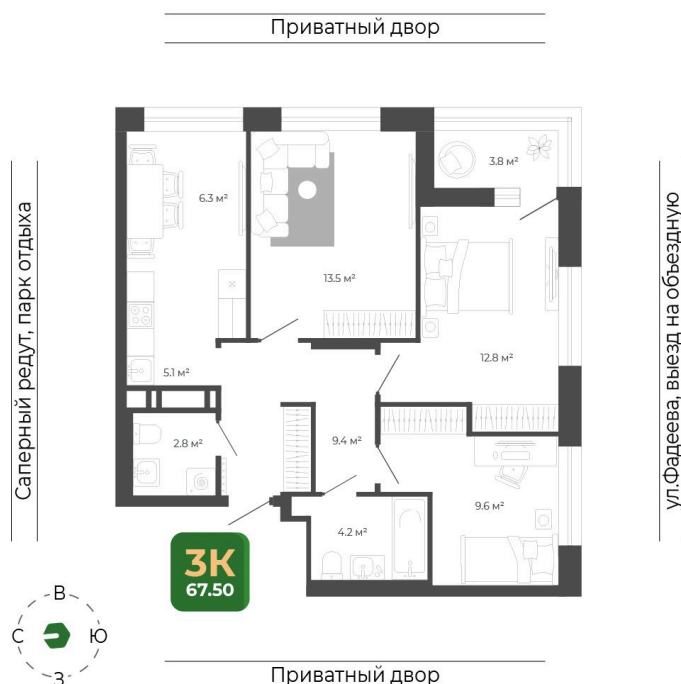 Приватный двор
Саперный редут, парк отдыха
ул.Фадеева, выезд на объездную
6.3 м²
3.8 м²
13.5 м²
12.8 м²
5.1 м²
2.8 м²
9.4 м²
9.6 м²
4.2 м²
3К
67.50
В
С
Ю
З
Приватный двор